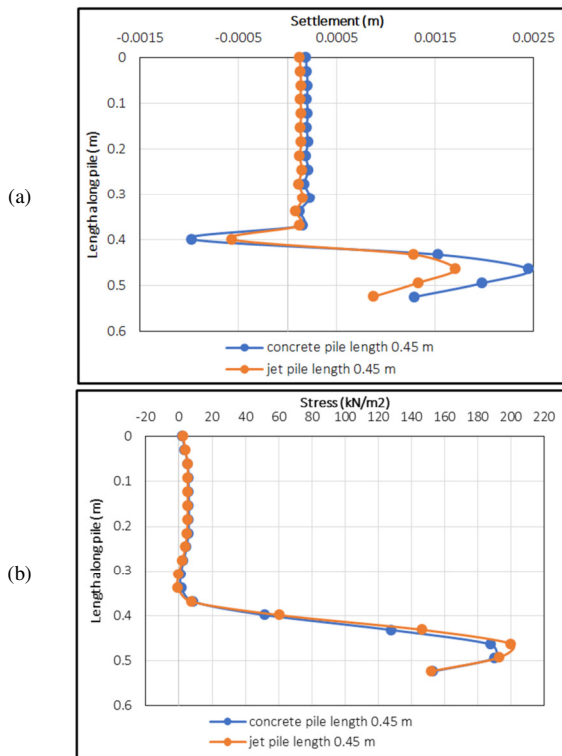 Settlement (m)
-0.0015 -0.0005 0.0005 0.0015 0.0025
0
0.1
0.2
0.3
0.4
0.5
0.6
Length along pile (m)
(a)
concrete pile length 0.45 m
jet pile length 0.45 m
Stress (kN/m2)
-20 0 20 40 60 80 100 120 140 160 180 200 220
0
0.1
0.2
0.3
0.4
0.5
0.6
Length along pile (m)
(b)
concrete pile length 0.45 m
jet pile length 0.45 m